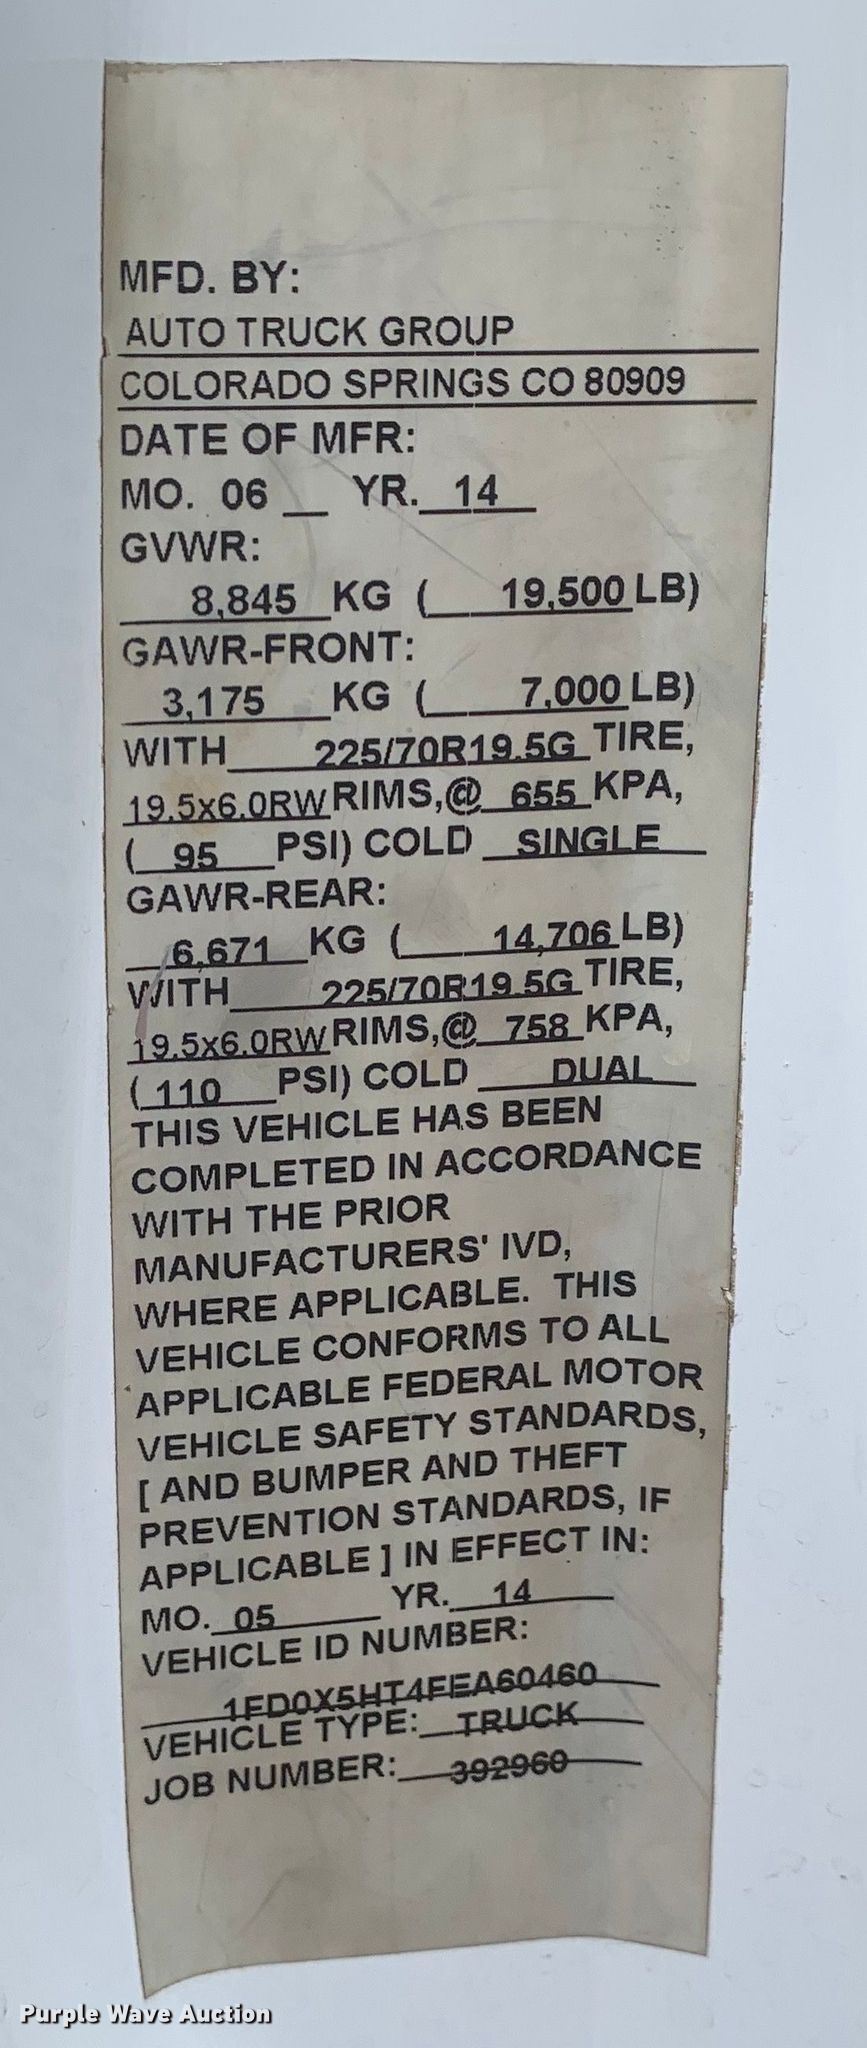 MFD. BY:
AUTO TRUCK GROUP
COLORADO SPRINGS CO 80909
DATE OF MFR:
MO. 06 __ YR. 14
GVWR:
8,845 KG ( 19,500 LB)
GAWR-FRONT:
3,175 KG ( 7,000 LB)
WITH 225/70R19.5G TIRE,
19.5x6.0RW RIMS,@ 655 KPA,
( 95 PSI) COLD SINGLE
GAWR-REAR:
6,671 KG ( 14,706 LB)
WITH 225/70R19.5G TIRE,
19.5x6.0RW RIMS,@ 758 KPA,
( 110 PSI) COLD DUAL
THIS VEHICLE HAS BEEN
COMPLETED IN ACCORDANCE
WITH THE PRIOR
MANUFACTURERS' IVD,
WHERE APPLICABLE. THIS
VEHICLE CONFORMS TO ALL
APPLICABLE FEDERAL MOTOR
VEHICLE SAFETY STANDARDS,
[ AND BUMPER AND THEFT
PREVENTION STANDARDS, IF
APPLICABLE ] IN EFFECT IN:
MO. 05 YR. 14
VEHICLE ID NUMBER:
1FD0X5HT4FEA60460
VEHICLE TYPE: TRUCK
JOB NUMBER: 392960
Purple Wave Auction